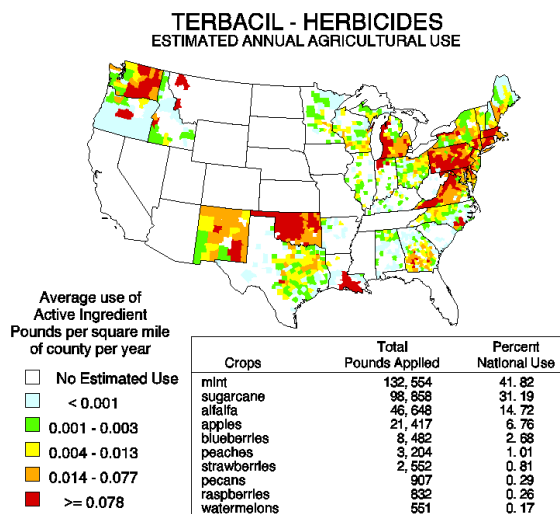 TERBACIL - HERBICIDES
ESTIMATED ANNUAL AGRICULTURAL USE
Average use of
Active Ingredient
Pounds per square mile
of county per year
No Estimated Use
< 0.001
0.001 - 0.003
0.004 - 0.013
0.014 - 0.077
>= 0.078
Total Percent
Crops Pounds Applied National Use
mint 132, 554 41. 82
sugarcane 98, 858 31. 19
alfalfa 46, 648 14. 72
apples 21, 417 6. 76
blueberries 8, 482 2. 68
peaches 3, 204 1. 01
strawberries 2, 552 0. 81
pecans 907 0. 29
raspberries 832 0. 26
watermelons 551 0. 17